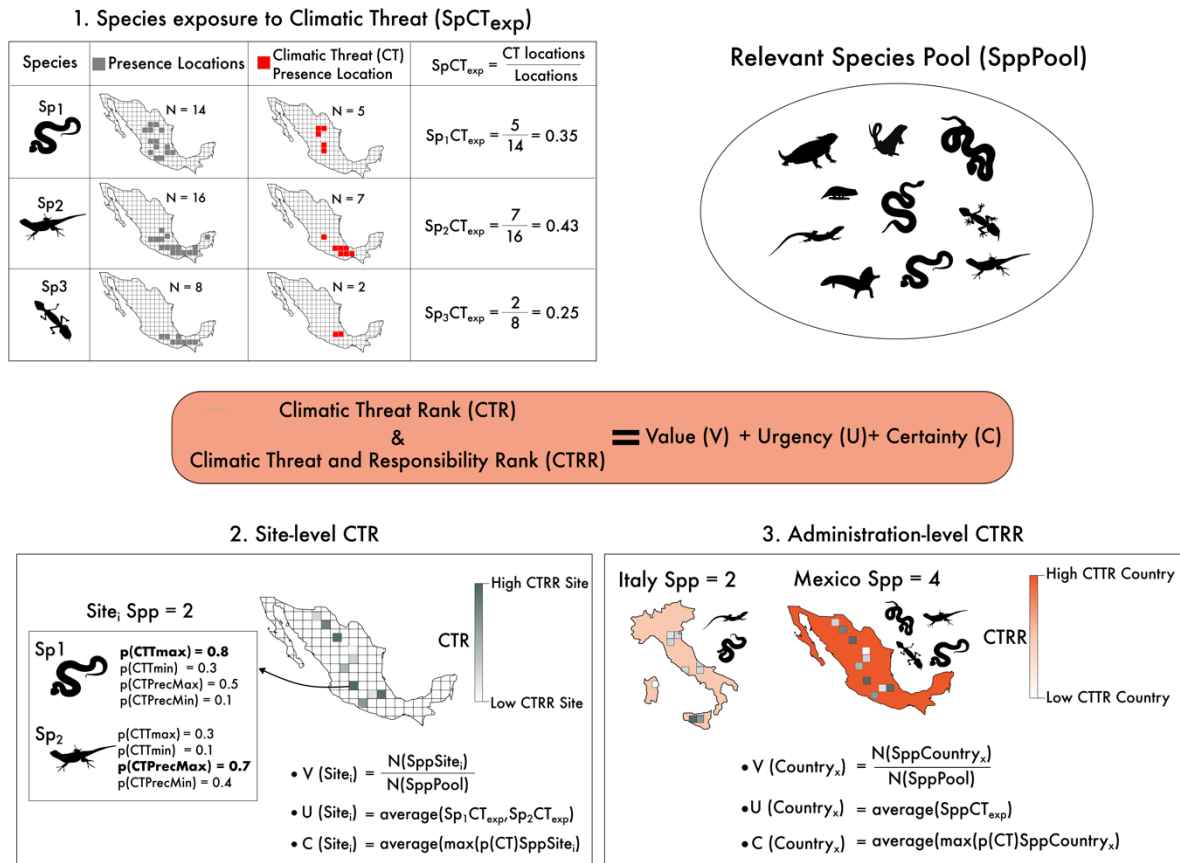 1. Species exposure to Climatic Threat (SpCTexp)
Species
Presence Locations
Climatic Threat (CT)
Presence Location
SpCTexp = CT locations
Locations
Sp1
N = 14
N = 5
Sp1CTexp = 5/14 = 0.35
Sp2
N = 16
N = 7
Sp2CTexp = 7/16 = 0.43
Sp3
N = 8
N = 2
Sp3CTexp = 2/8 = 0.25
Relevant Species Pool (SppPool)
Climatic Threat Rank (CTR)
&
Climatic Threat and Responsibility Rank (CTRR)
= Value (V) + Urgency (U)+ Certainty (C)
2. Site-level CTR
Sitei Spp = 2
Sp1
p(CTTmax) = 0.8
p(CTTmin) = 0.3
p(CTPrecMax) = 0.5
p(CTPrecMin) = 0.1
Sp2
p(CTTmax) = 0.3
p(CTTmin) = 0.1
p(CTPrecMax) = 0.7
p(CTPrecMin) = 0.4
High CTRR Site
CTR
Low CTRR Site
• V (Sitei) = N(SppSitei)
N(SppPool)
• U (Sitei) = average(Sp1CTexp,Sp2CTexp)
• C (Sitei) = average(max(p(CT)SppSitei)
3. Administration-level CTRR
Italy Spp = 2
Mexico Spp = 4
High CTTR Country
CTRR
Low CTTR Country
• V (Countryx) = N(SppCountryx)
N(SppPool)
• U (Countryx) = average(SppCTexp)
• C (Countryx) = average(max(p(CT)SppCountryx)